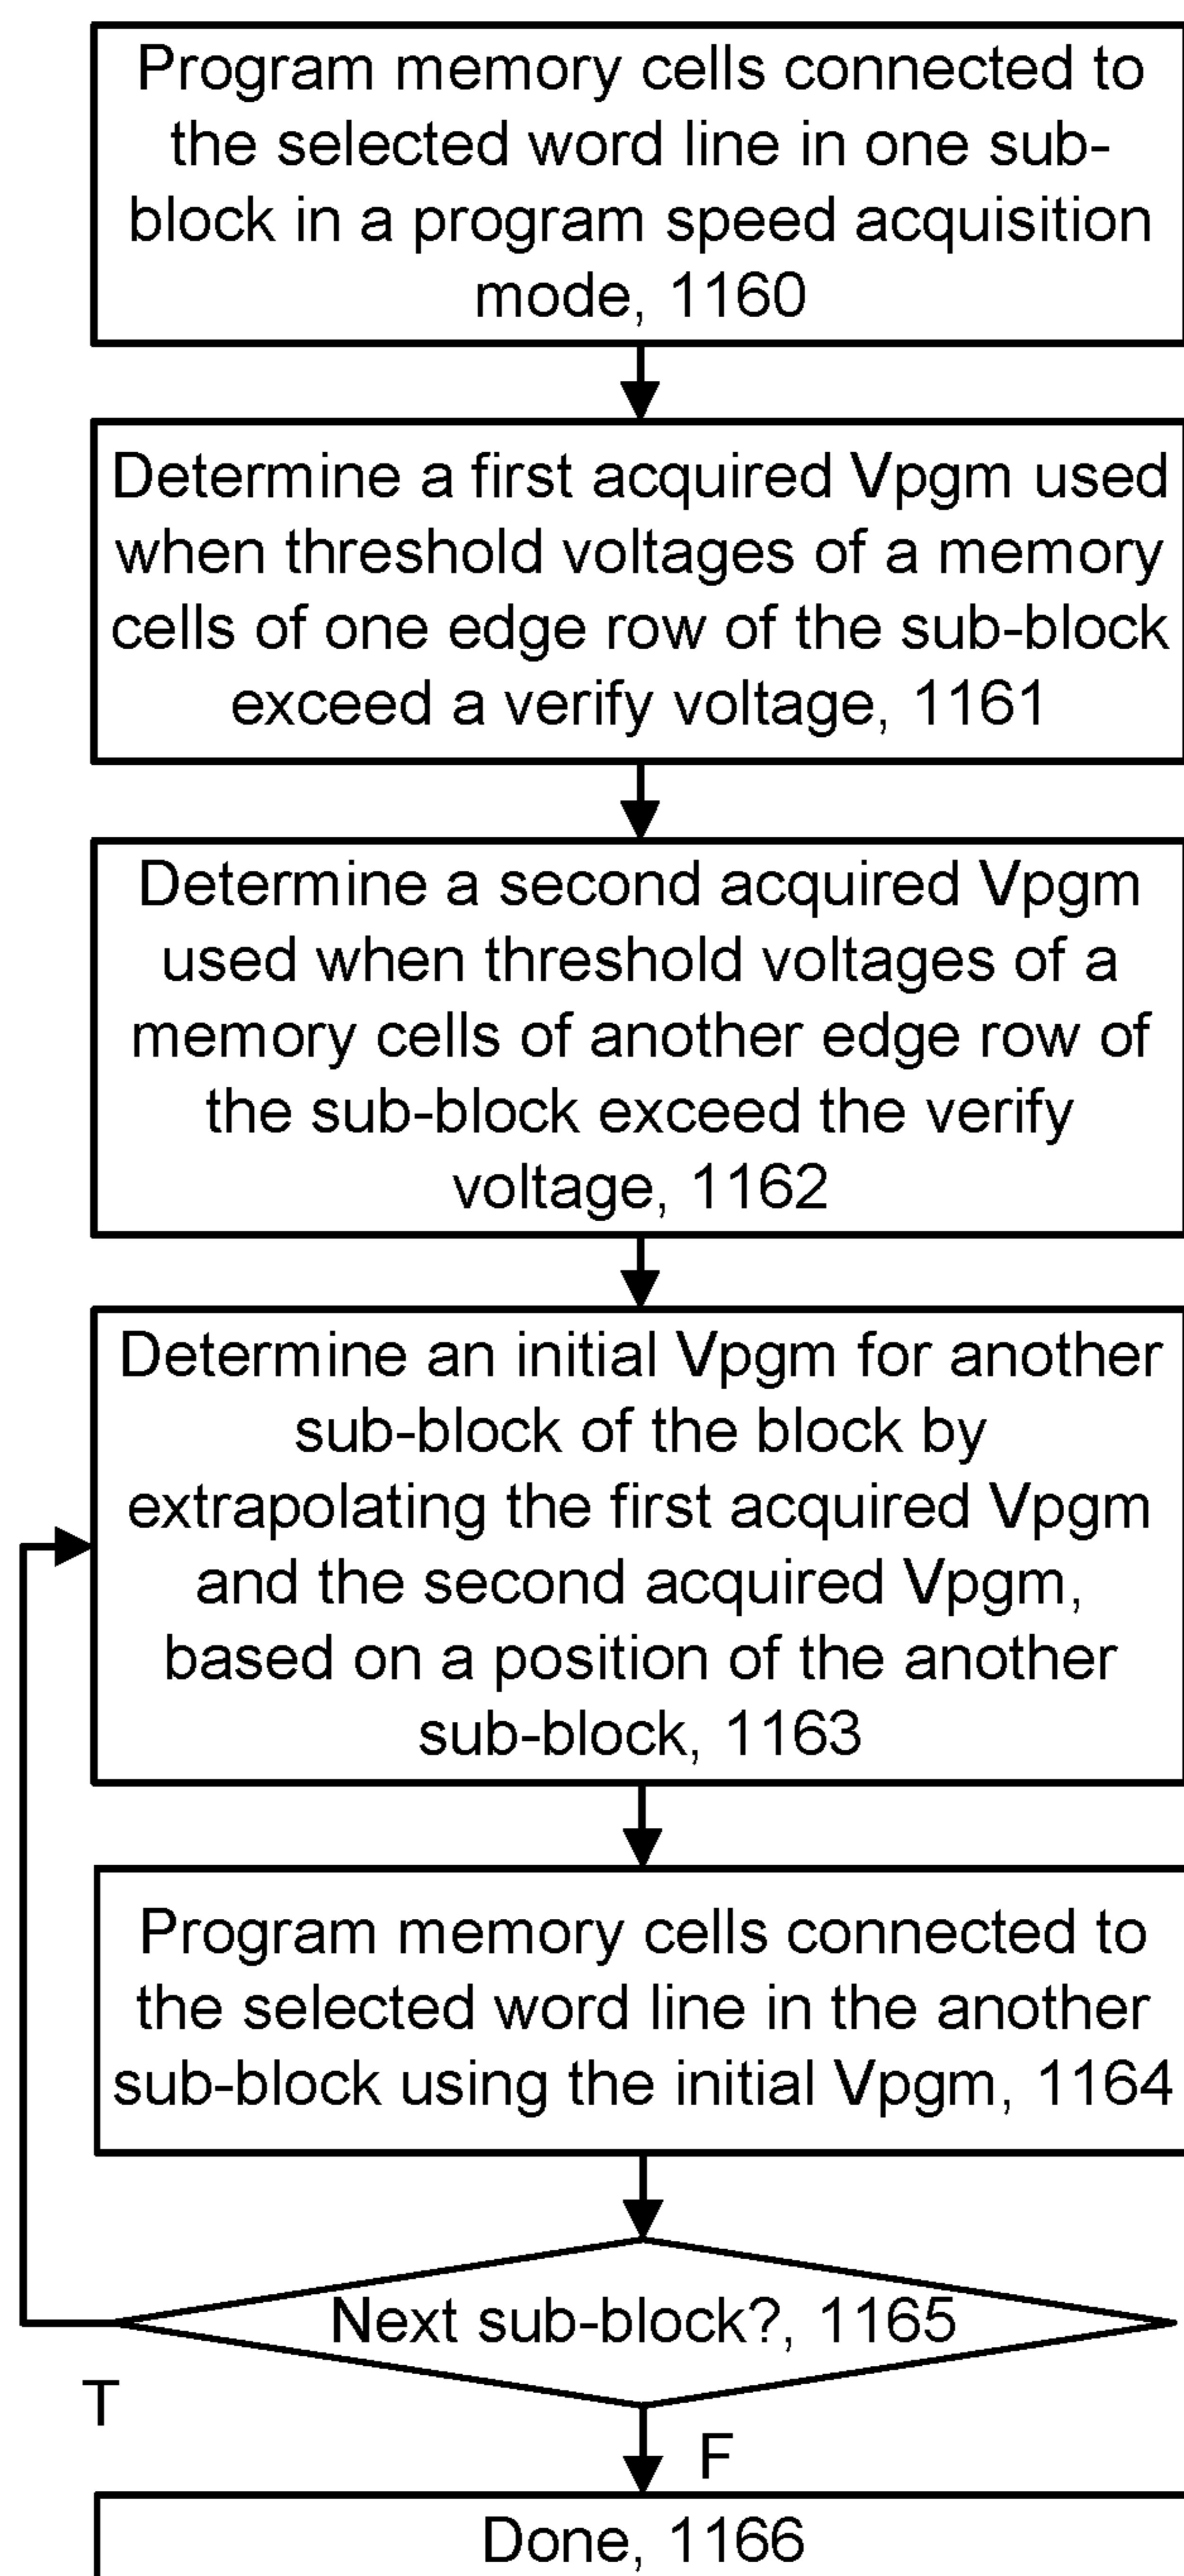 Program memory cells connected to
the selected word line in one sub-
block in a program speed acquisition
mode, 1160
Determine a first acquired Vpgm used
when threshold voltages of a memory
cells of one edge row of the sub-block
exceed a verify voltage, 1161
Determine a second acquired Vpgm
used when threshold voltages of a
memory cells of another edge row of
the sub-block exceed the verify
voltage, 1162
Determine an initial Vpgm for another
sub-block of the block by
extrapolating the first acquired Vpgm
and the second acquired Vpgm,
based on a position of the another
sub-block, 1163
Program memory cells connected to
the selected word line in the another
sub-block using the initial Vpgm, 1164
Next sub-block?, 1165
T
F
Done, 1166